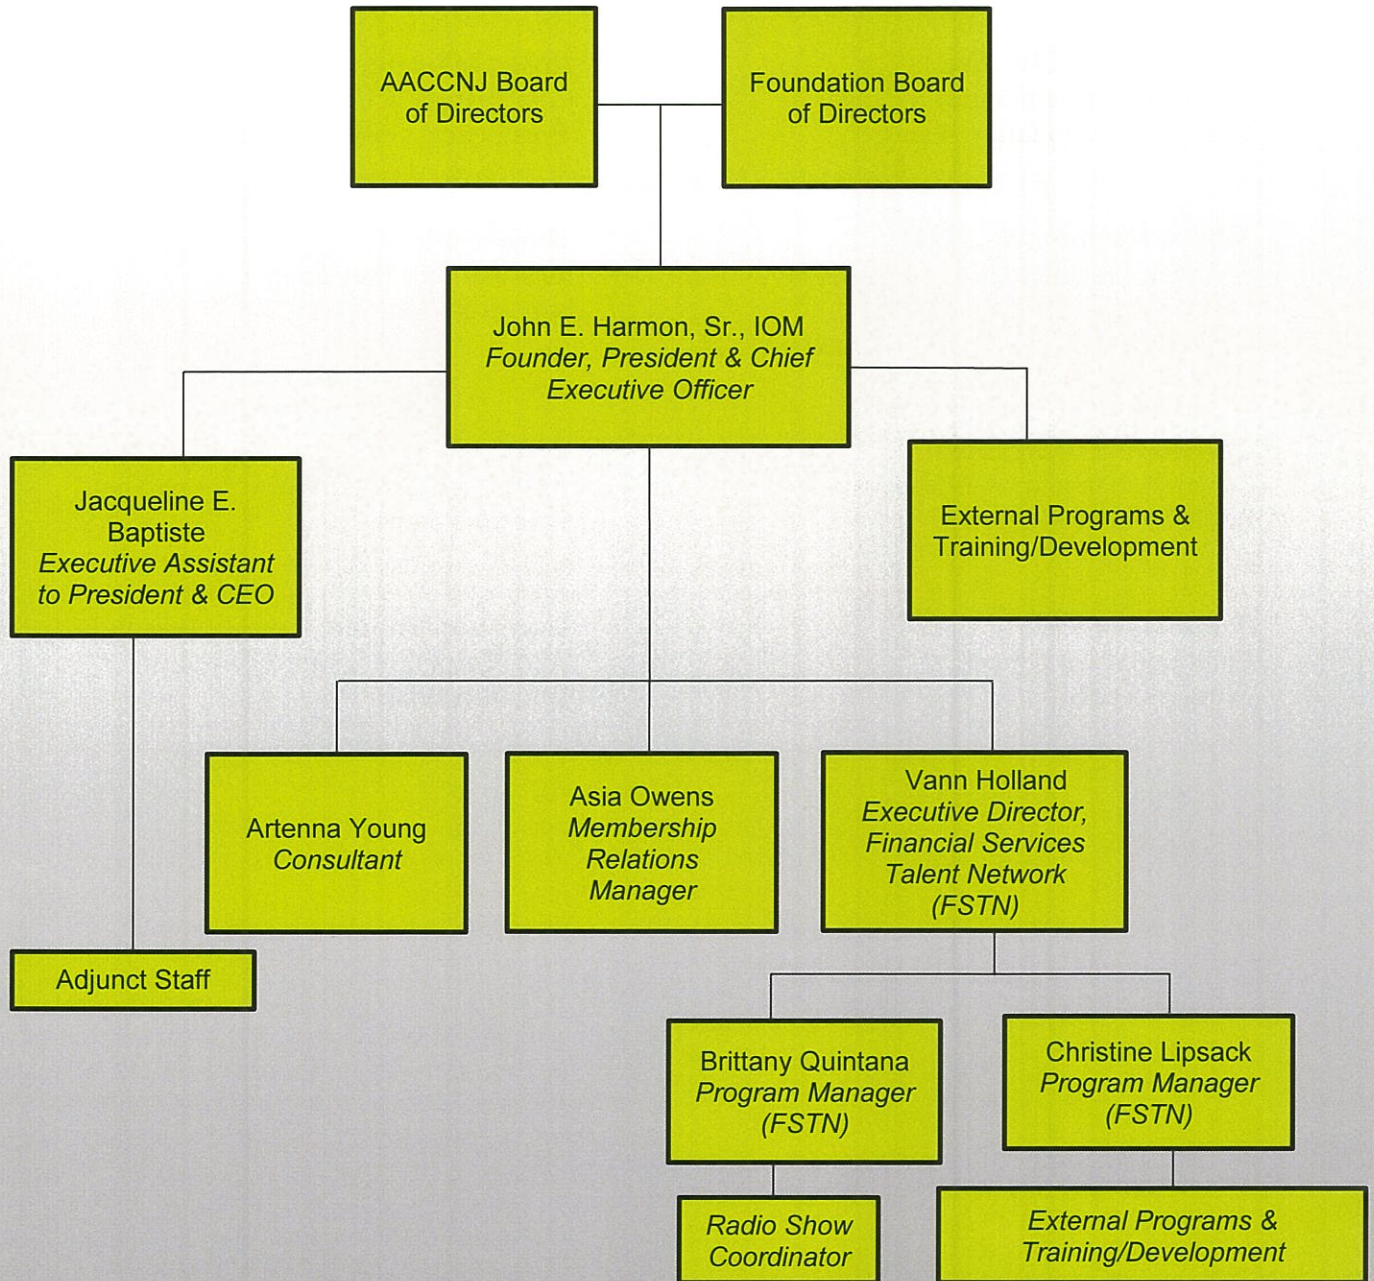 AACCNJ Board
of Directors
Foundation Board
of Directors
John E. Harmon, Sr., IOM
Founder, President & Chief
Executive Officer
Jacqueline E.
Baptiste
Executive Assistant
to President & CEO
External Programs &
Training/Development
Artenna Young
Consultant
Asia Owens
Membership
Relations
Manager
Vann Holland
Executive Director,
Financial Services
Talent Network
(FSTN)
Adjunct Staff
Brittany Quintana
Program Manager
(FSTN)
Christine Lipsack
Program Manager
(FSTN)
Radio Show
Coordinator
External Programs &
Training/Development